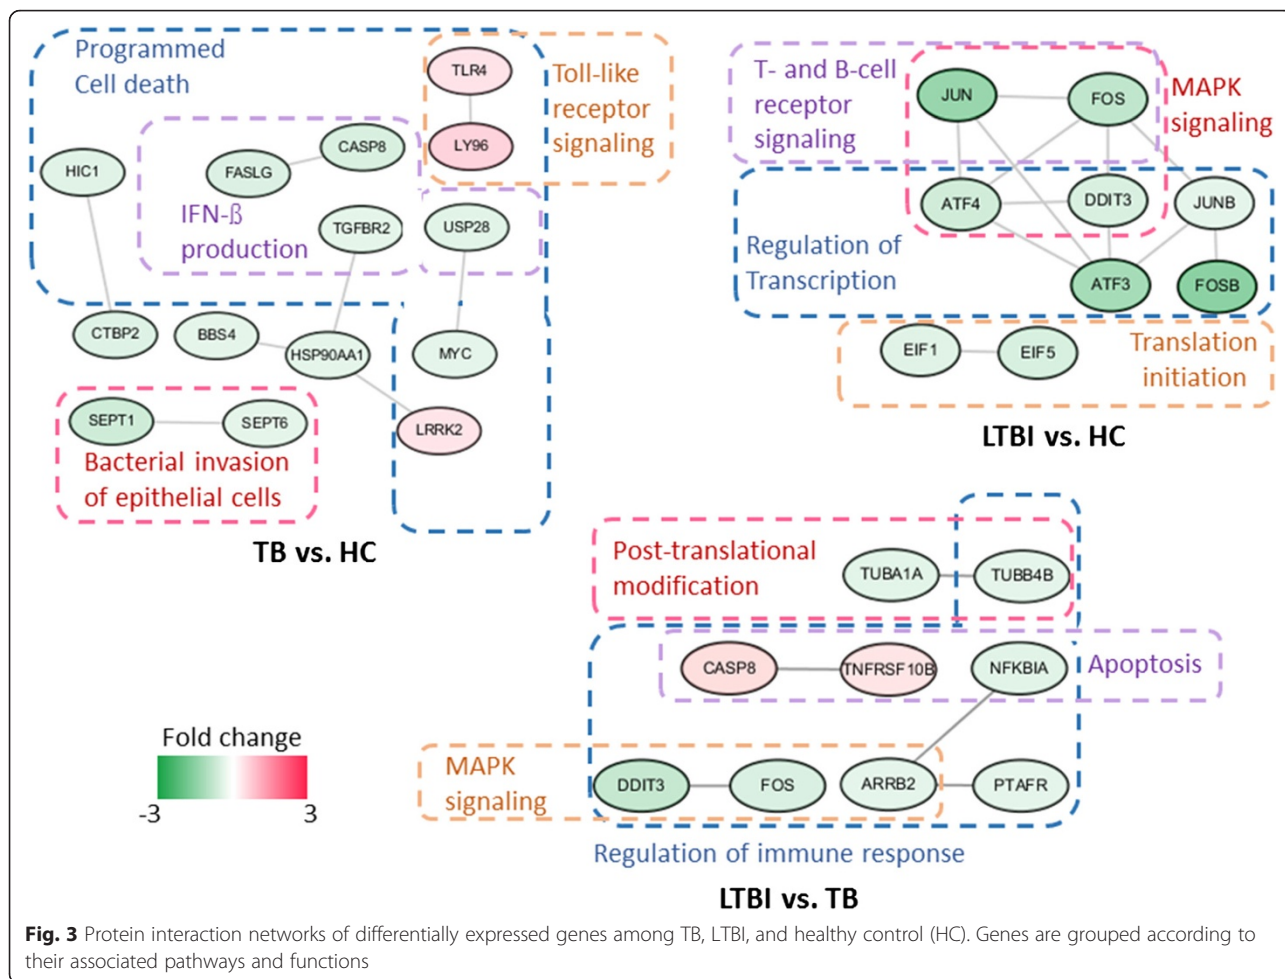 Programmed
Cell death
TLR4
Toll-like
receptor
signaling
LY96
HIC1
FASLG
CASP8
IFN-ß
production
TGFBR2
USP28
CTBP2
BBS4
HSP90AA1
MYC
LRRK2
SEPT1
SEPT6
Bacterial invasion
of epithelial cells
TB vs. HC
T- and B-cell
receptor
signaling
JUN
FOS
MAPK
signaling
ATF4
DDIT3
JUNB
Regulation of
Transcription
ATF3
FOSB
EIF1
EIF5
Translation
initiation
LTBI vs. HC
Post-translational
modification
TUBA1A
TUBB4B
CASP8
TNFRSF10B
NFKBIA
Apoptosis
MAPK
signaling
DDIT3
FOS
ARRB2
PTAFR
Regulation of immune response
LTBI vs. TB
Fold change
-3 3
Fig. 3 Protein interaction networks of differentially expressed genes among TB, LTBI, and healthy control (HC). Genes are grouped according to
their associated pathways and functions